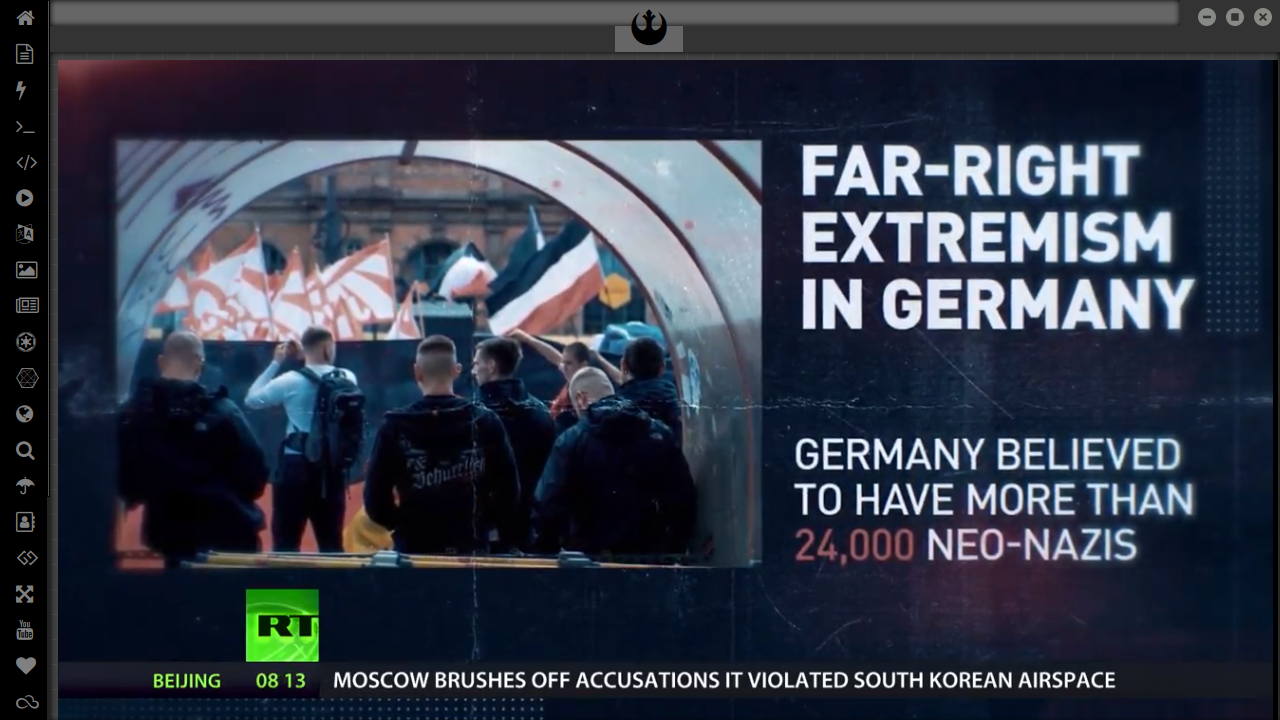 FAR-RIGHT
EXTREMISM
IN GERMANY
GERMANY BELIEVED
TO HAVE MORE THAN
24,000 NEO-NAZIS
RT
BEIJING 08 13 MOSCOW BRUSHES OFF ACCUSATIONS IT VIOLATED SOUTH KOREAN AIRSPACE
You
Tube